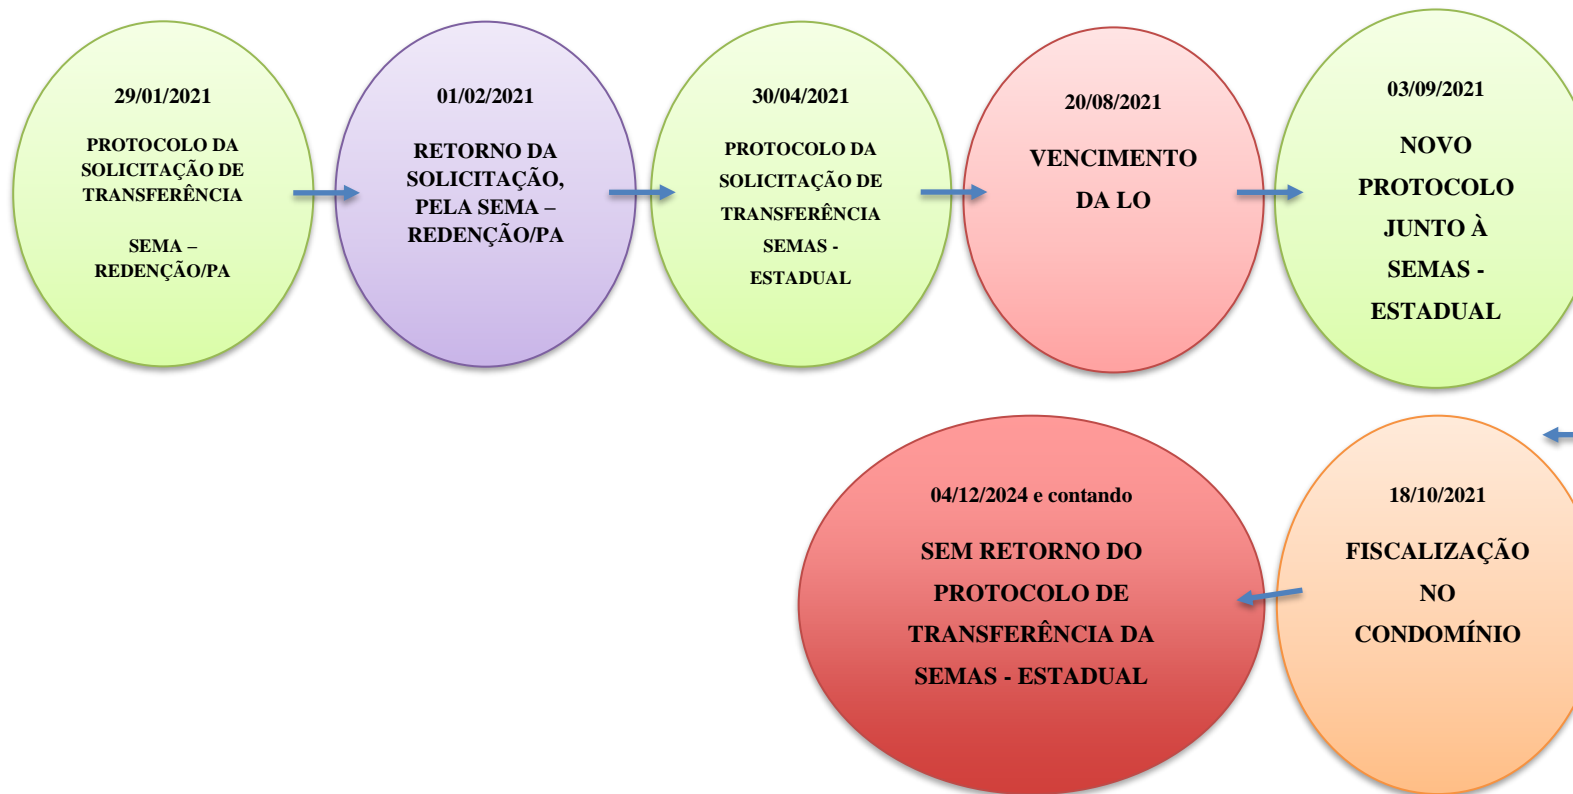 29/01/2021
PROTOCOLO DA
SOLICITAÇÃO DE
TRANSFERÊNCIA
SEMA –
REDENÇÃO/PA
01/02/2021
RETORNO DA
SOLICITAÇÃO,
PELA SEMA –
REDENÇÃO/PA
30/04/2021
PROTOCOLO DA
SOLICITAÇÃO DE
TRANSFERÊNCIA
SEMAS -
ESTADUAL
20/08/2021
VENCIMENTO
DA LO
03/09/2021
NOVO
PROTOCOLO
JUNTO À
SEMAS -
ESTADUAL
18/10/2021
FISCALIZAÇÃO
NO
CONDOMÍNIO
04/12/2024 e contando
SEM RETORNO DO
PROTOCOLO DE
TRANSFERÊNCIA DA
SEMAS - ESTADUAL